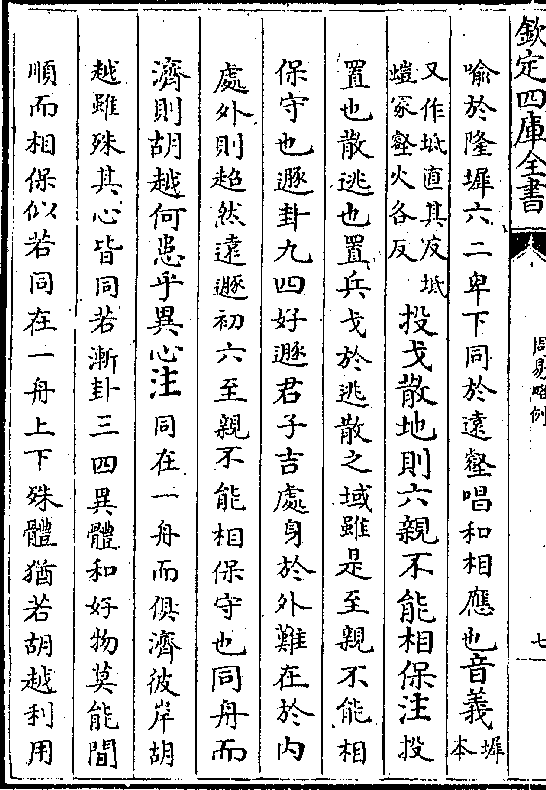 欽定四庫全書
周易略例
七
喻於隆墀六二卑下同於遠壑唱和相應也音義墀本
又作坻直其反坻螘冢壑火各反投戈散地則六親不能相保注投
置也散逃也置兵戈於逃散之域雖是至親不能相
保守也遯卦九四好遯君子吉處身於外難在於内
處外則超然遠遯初六至親不能相保守也同舟而
濟則胡越何患乎異心注同在一舟而俱濟彼岸胡
越雖殊其心皆同若漸卦三四異體和好物莫能間
順而相保似若同在一舟上下殊體猶若胡越利用